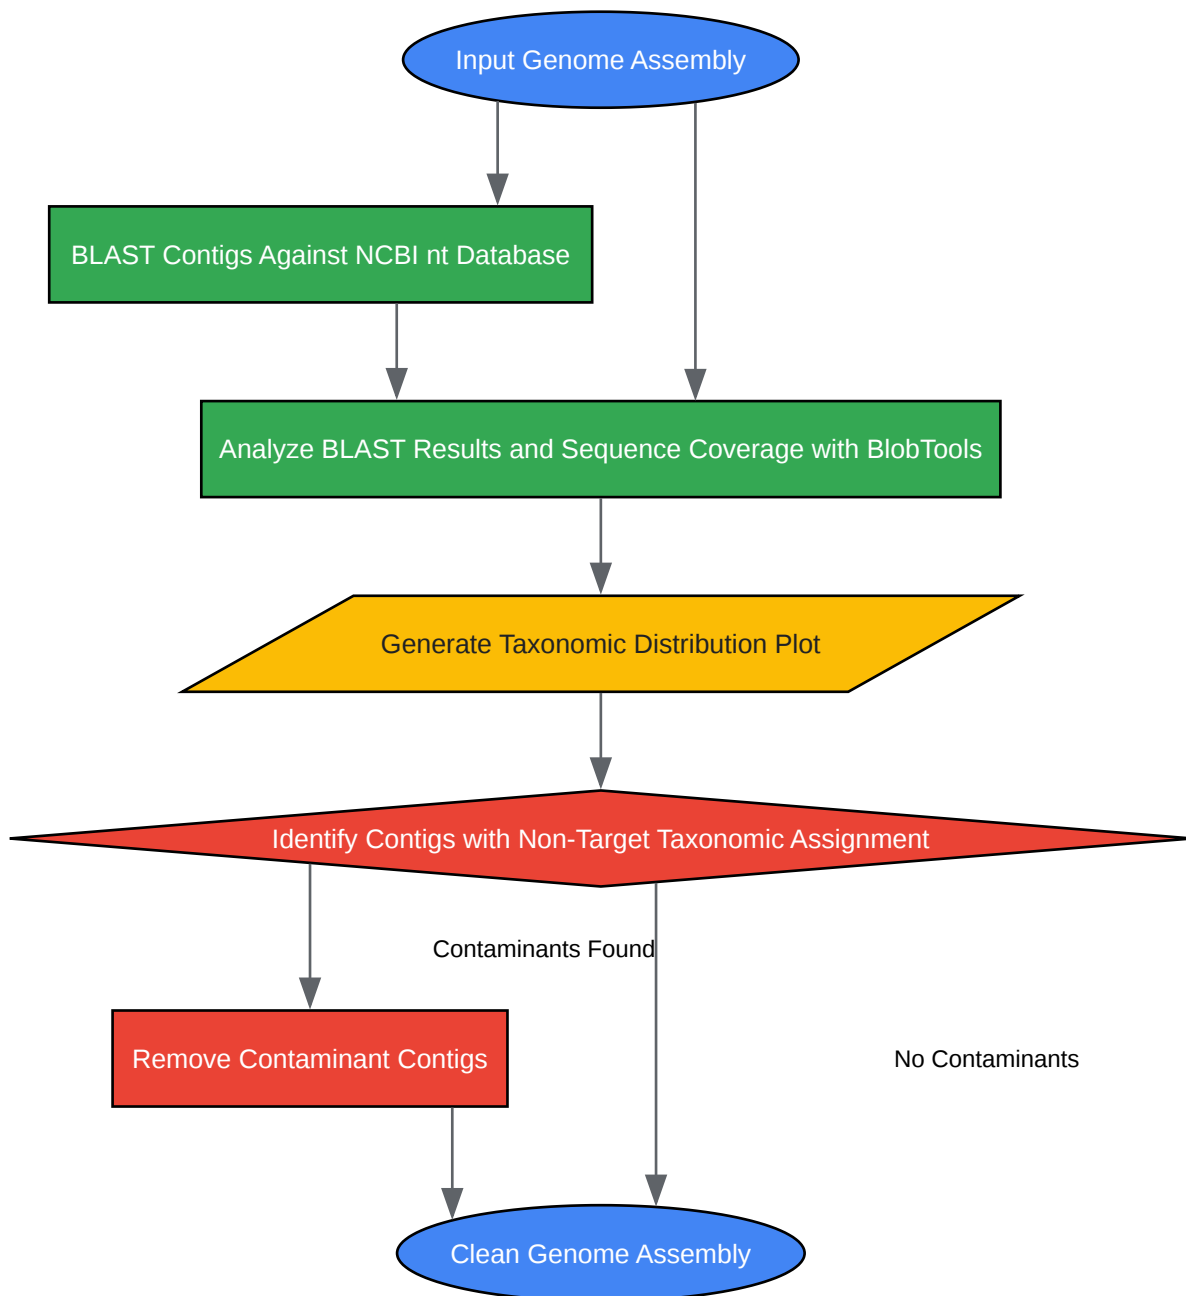 Input Genome Assembly
BLAST Contigs Against NCBI nt Database
Analyze BLAST Results and Sequence Coverage with BlobTools
Generate Taxonomic Distribution Plot
Identify Contigs with Non-Target Taxonomic Assignment
Contaminants Found
Remove Contaminant Contigs
No Contaminants
Clean Genome Assembly